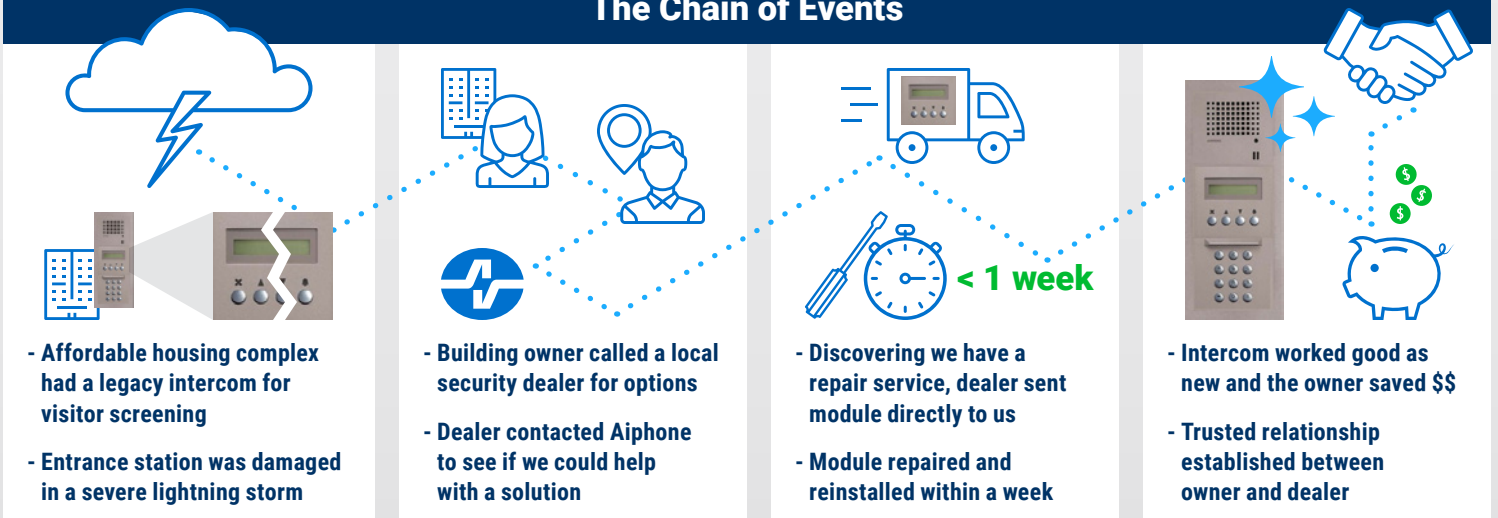 The Chain of Events
< 1 week
- Affordable housing complex
had a legacy intercom for
visitor screening
- Entrance station was damaged
in a severe lightning storm
- Building owner called a local
security dealer for options
- Dealer contacted Aiphone
to see if we could help
with a solution
- Discovering we have a
repair service, dealer sent
module directly to us
- Module repaired and
reinstalled within a week
- Intercom worked good as
new and the owner saved $$
- Trusted relationship
established between
owner and dealer